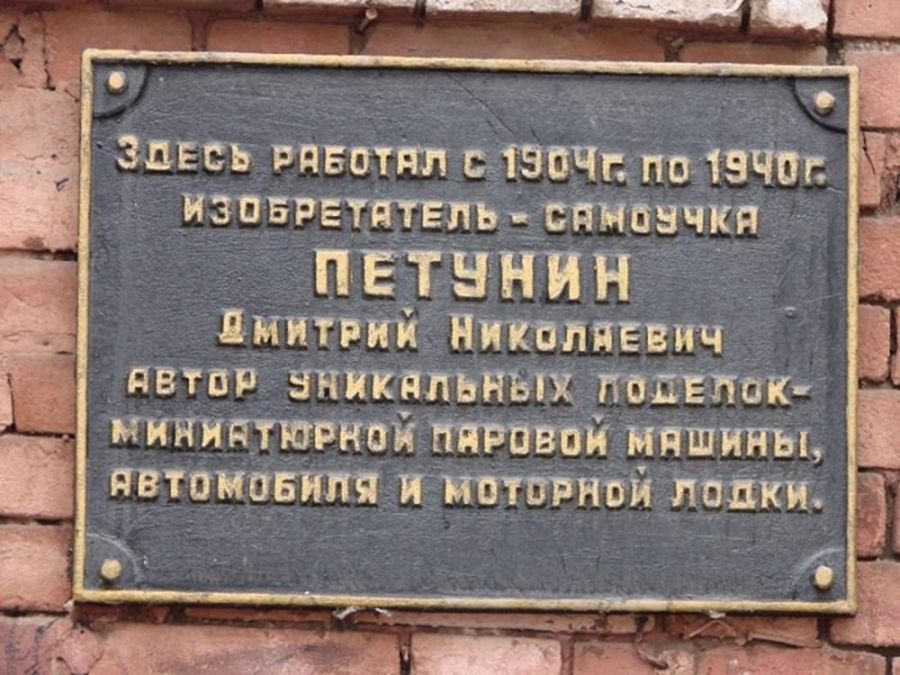 Здесь работал с 1904г. по 1940г.
изобретатель - самоучка
ПЕТУНИН
Дмитрий Николаевич
автор уникальных поделок-
миниатюрной паровой машины,
автомобиля и моторной лодки.